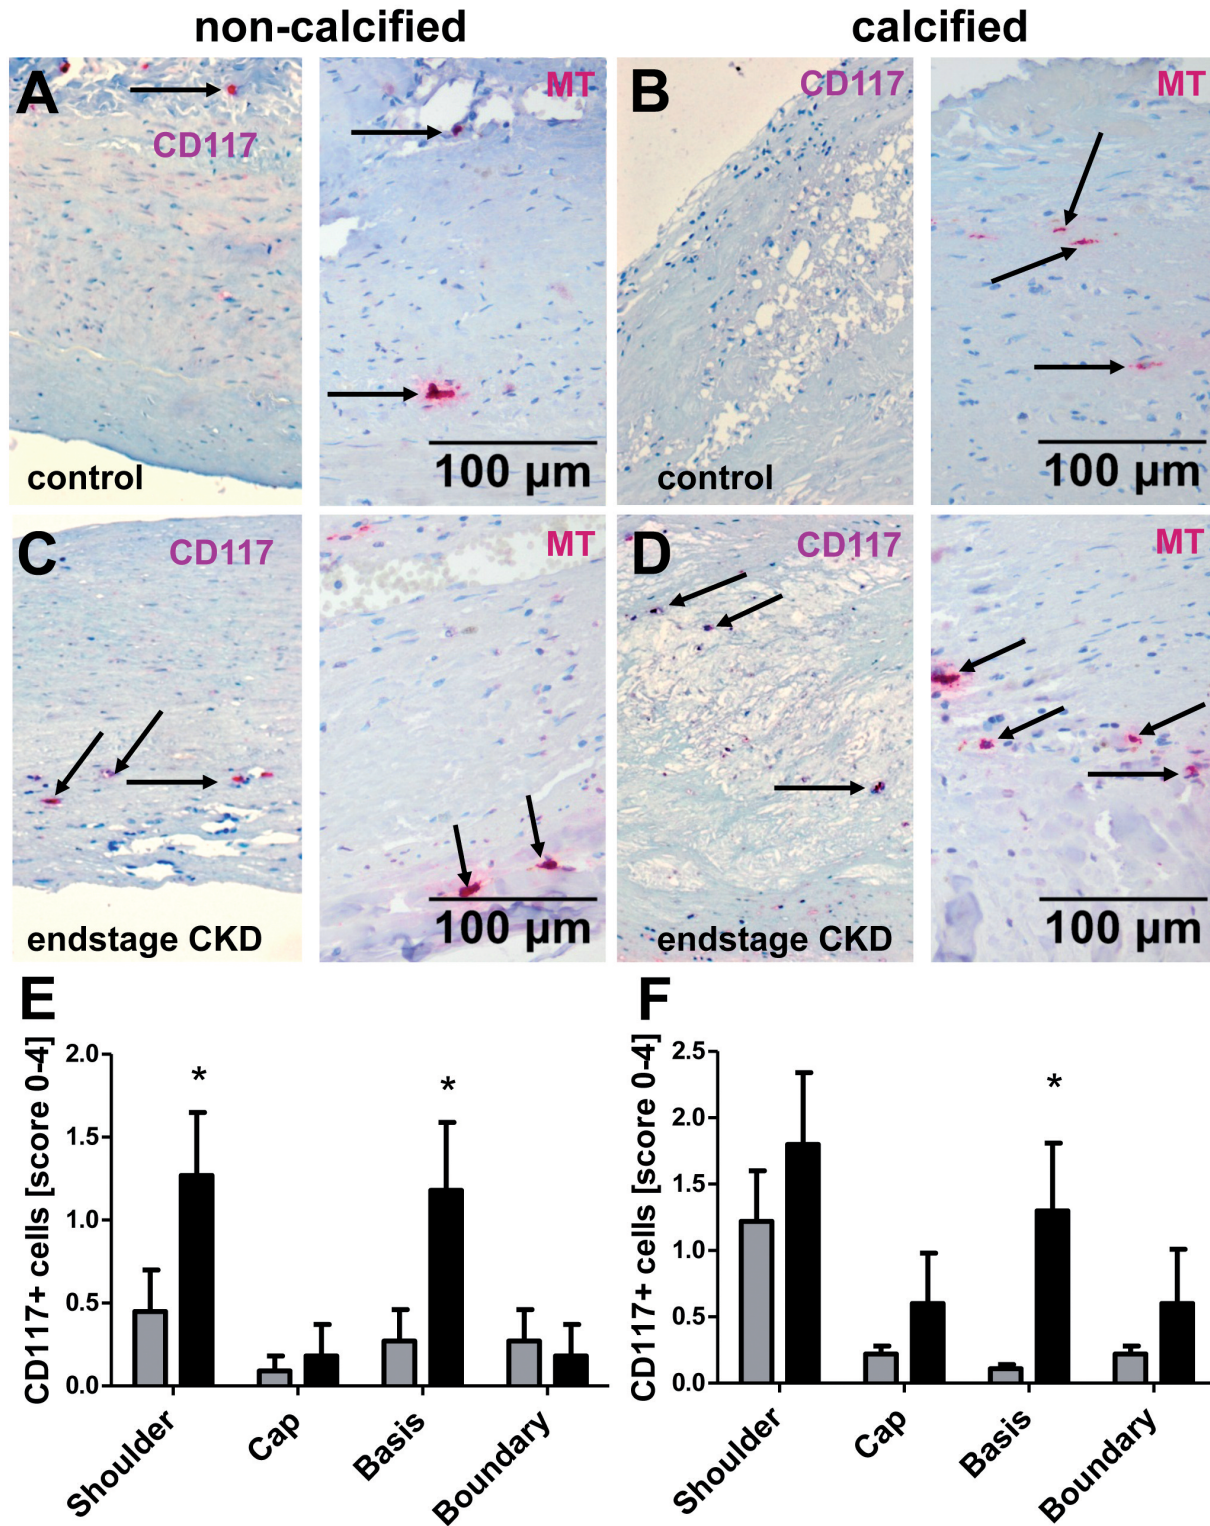 non-calcified
calcified
A
CD117
MT
B
CD117
MT
control
100 µm
control
100 µm
C
CD117
MT
D
CD117
MT
endstage CKD
100 µm
endstage CKD
100 µm
E
CD117+ cells [score 0-4]
2.0
1.5
1.0
0.5
0.0
*
*
Shoulder
Cap
Basis
Boundary
F
CD117+ cells [score 0-4]
2.5
2.0
1.5
1.0
0.5
0.0
*
Shoulder
Cap
Basis
Boundary